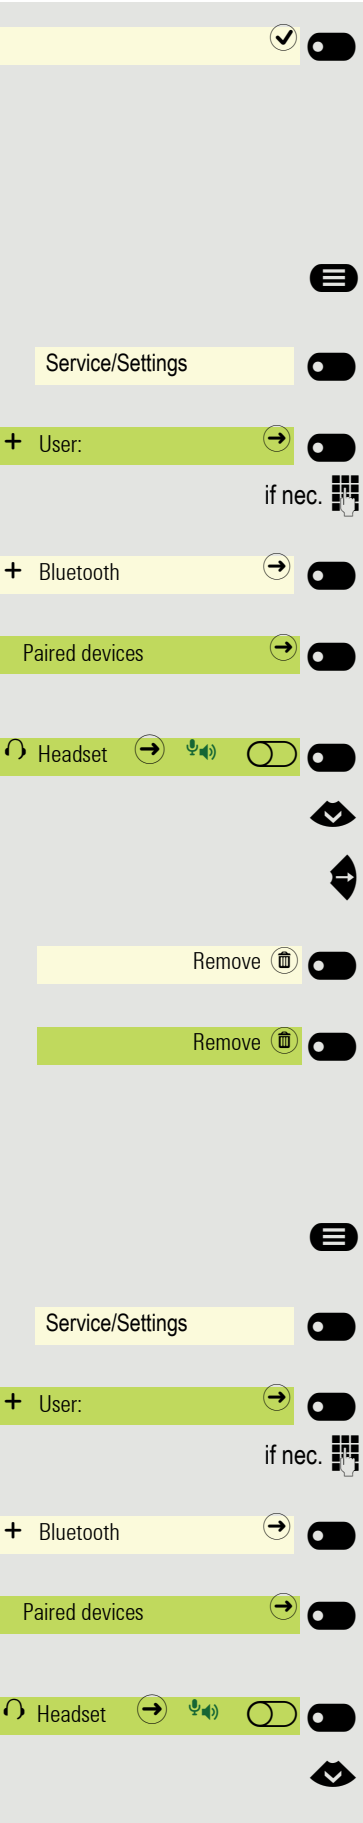 Service/Settings
+ User:
if nec.
+ Bluetooth
Paired devices
Headset
Remove
Remove
Service/Settings
+ User:
if nec.
+ Bluetooth
Paired devices
Headset